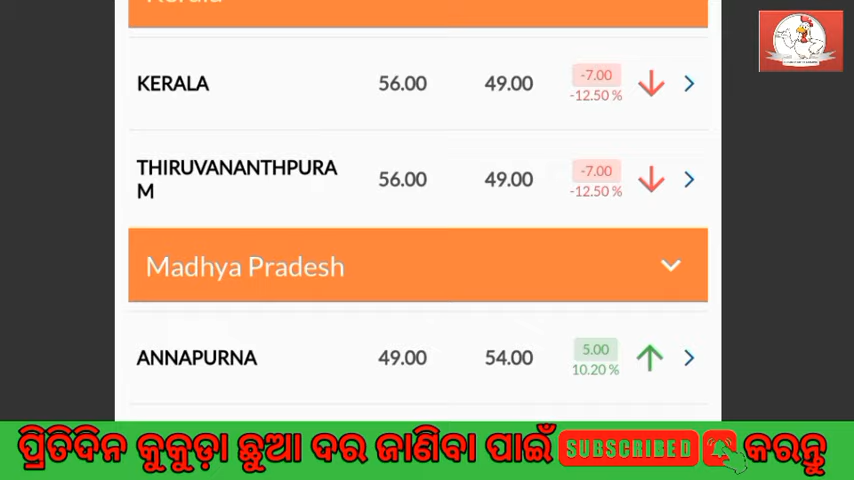 Kerala
KERALA 56.00 49.00 -7.00 -12.50 %
THIRUVANANTHPURA
M 56.00 49.00 -7.00 -12.50 %
Madhya Pradesh
ANNAPURNA 49.00 54.00 5.00 10.20 %
ପ୍ରିତିଦିନ କୁକୁଡ଼ା ଛୁଆ ଦର ଜାଣିବା ପାଇଁ SUBSCRIBED କରନ୍ତୁ